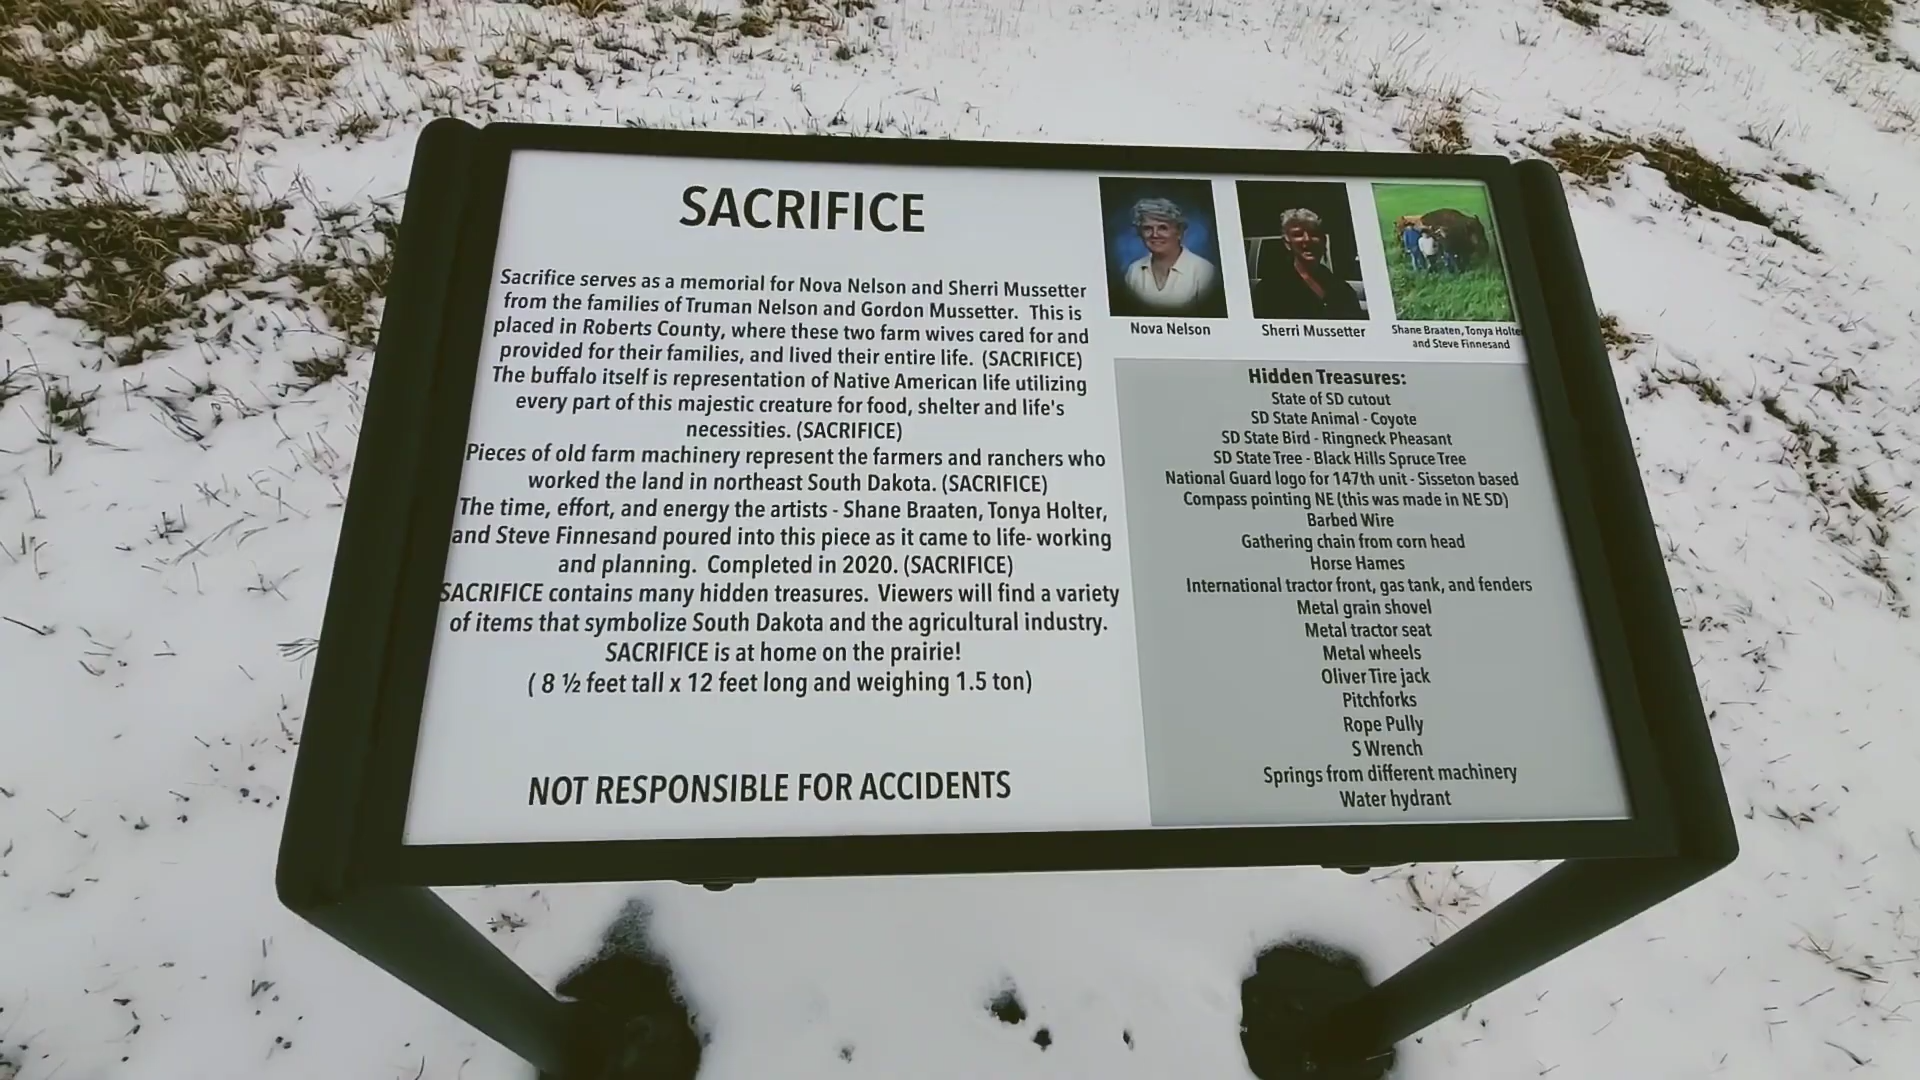 SACRIFICE
Sacrifice serves as a memorial for Nova Nelson and Sherri Mussetter
from the families of Truman Nelson and Gordon Mussetter. This is
placed in Roberts County, where these two farm wives cared for and
provided for their families, and lived their entire life. (SACRIFICE)
The buffalo itself is representation of Native American life utilizing
every part of this majestic creature for food, shelter and life's
necessities. (SACRIFICE)
Pieces of old farm machinery represent the farmers and ranchers who
worked the land in northeast South Dakota. (SACRIFICE)
The time, effort, and energy the artists - Shane Braaten, Tonya Holter,
and Steve Finnesand poured into this piece as it came to life- working
and planning. Completed in 2020. (SACRIFICE)
SACRIFICE contains many hidden treasures. Viewers will find a variety
of items that symbolize South Dakota and the agricultural industry.
SACRIFICE is at home on the prairie!
( 8 ½ feet tall x 12 feet long and weighing 1.5 ton)
NOT RESPONSIBLE FOR ACCIDENTS
Nova Nelson
Sherri Mussetter
Shane Braaten, Tonya Holter
and Steve Finnesand
Hidden Treasures:
State of SD cutout
SD State Animal - Coyote
SD State Bird - Ringneck Pheasant
SD State Tree - Black Hills Spruce Tree
National Guard logo for 147th unit - Sisseton based
Compass pointing NE (this was made in NE SD)
Barbed Wire
Gathering chain from corn head
Horse Hames
International tractor front, gas tank, and fenders
Metal grain shovel
Metal tractor seat
Metal wheels
Oliver Tire jack
Pitchforks
Rope Pully
S Wrench
Springs from different machinery
Water hydrant